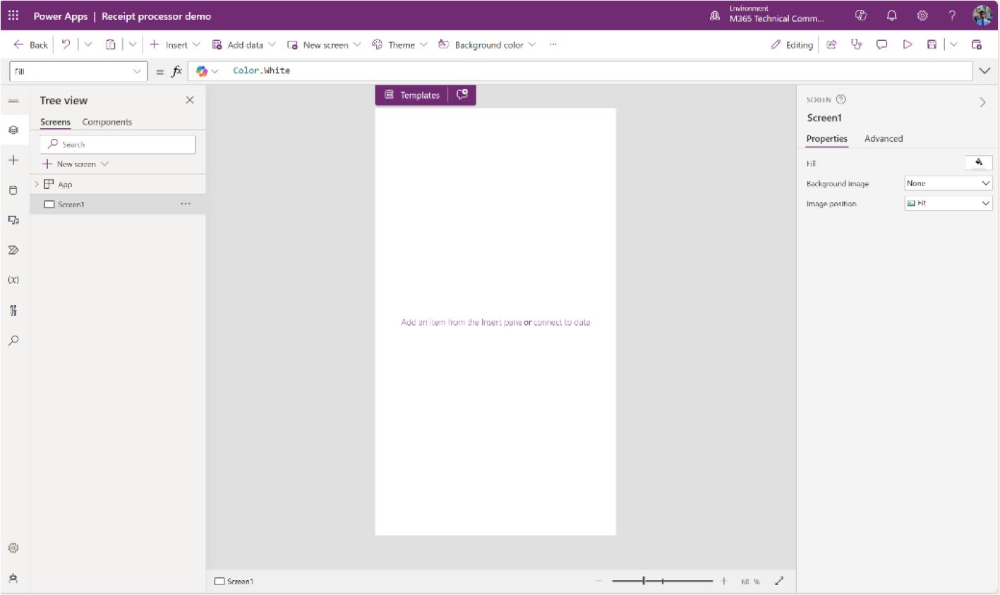 Power Apps | Receipt processor demo
Environment
M365 Technical Comm...
Back
Insert
Add data
New screen
Theme
Background color
...
Editing
Fill
= fx
Color.White
Tree view
Screens
Components
Search
New screen
App
Screen1
...
Templates
Add an item from the Insert pane or connect to data
SCREEN
Screen1
Properties
Advanced
Fill
Background image
None
Image position
Fit
(x)
Screen1
60 %